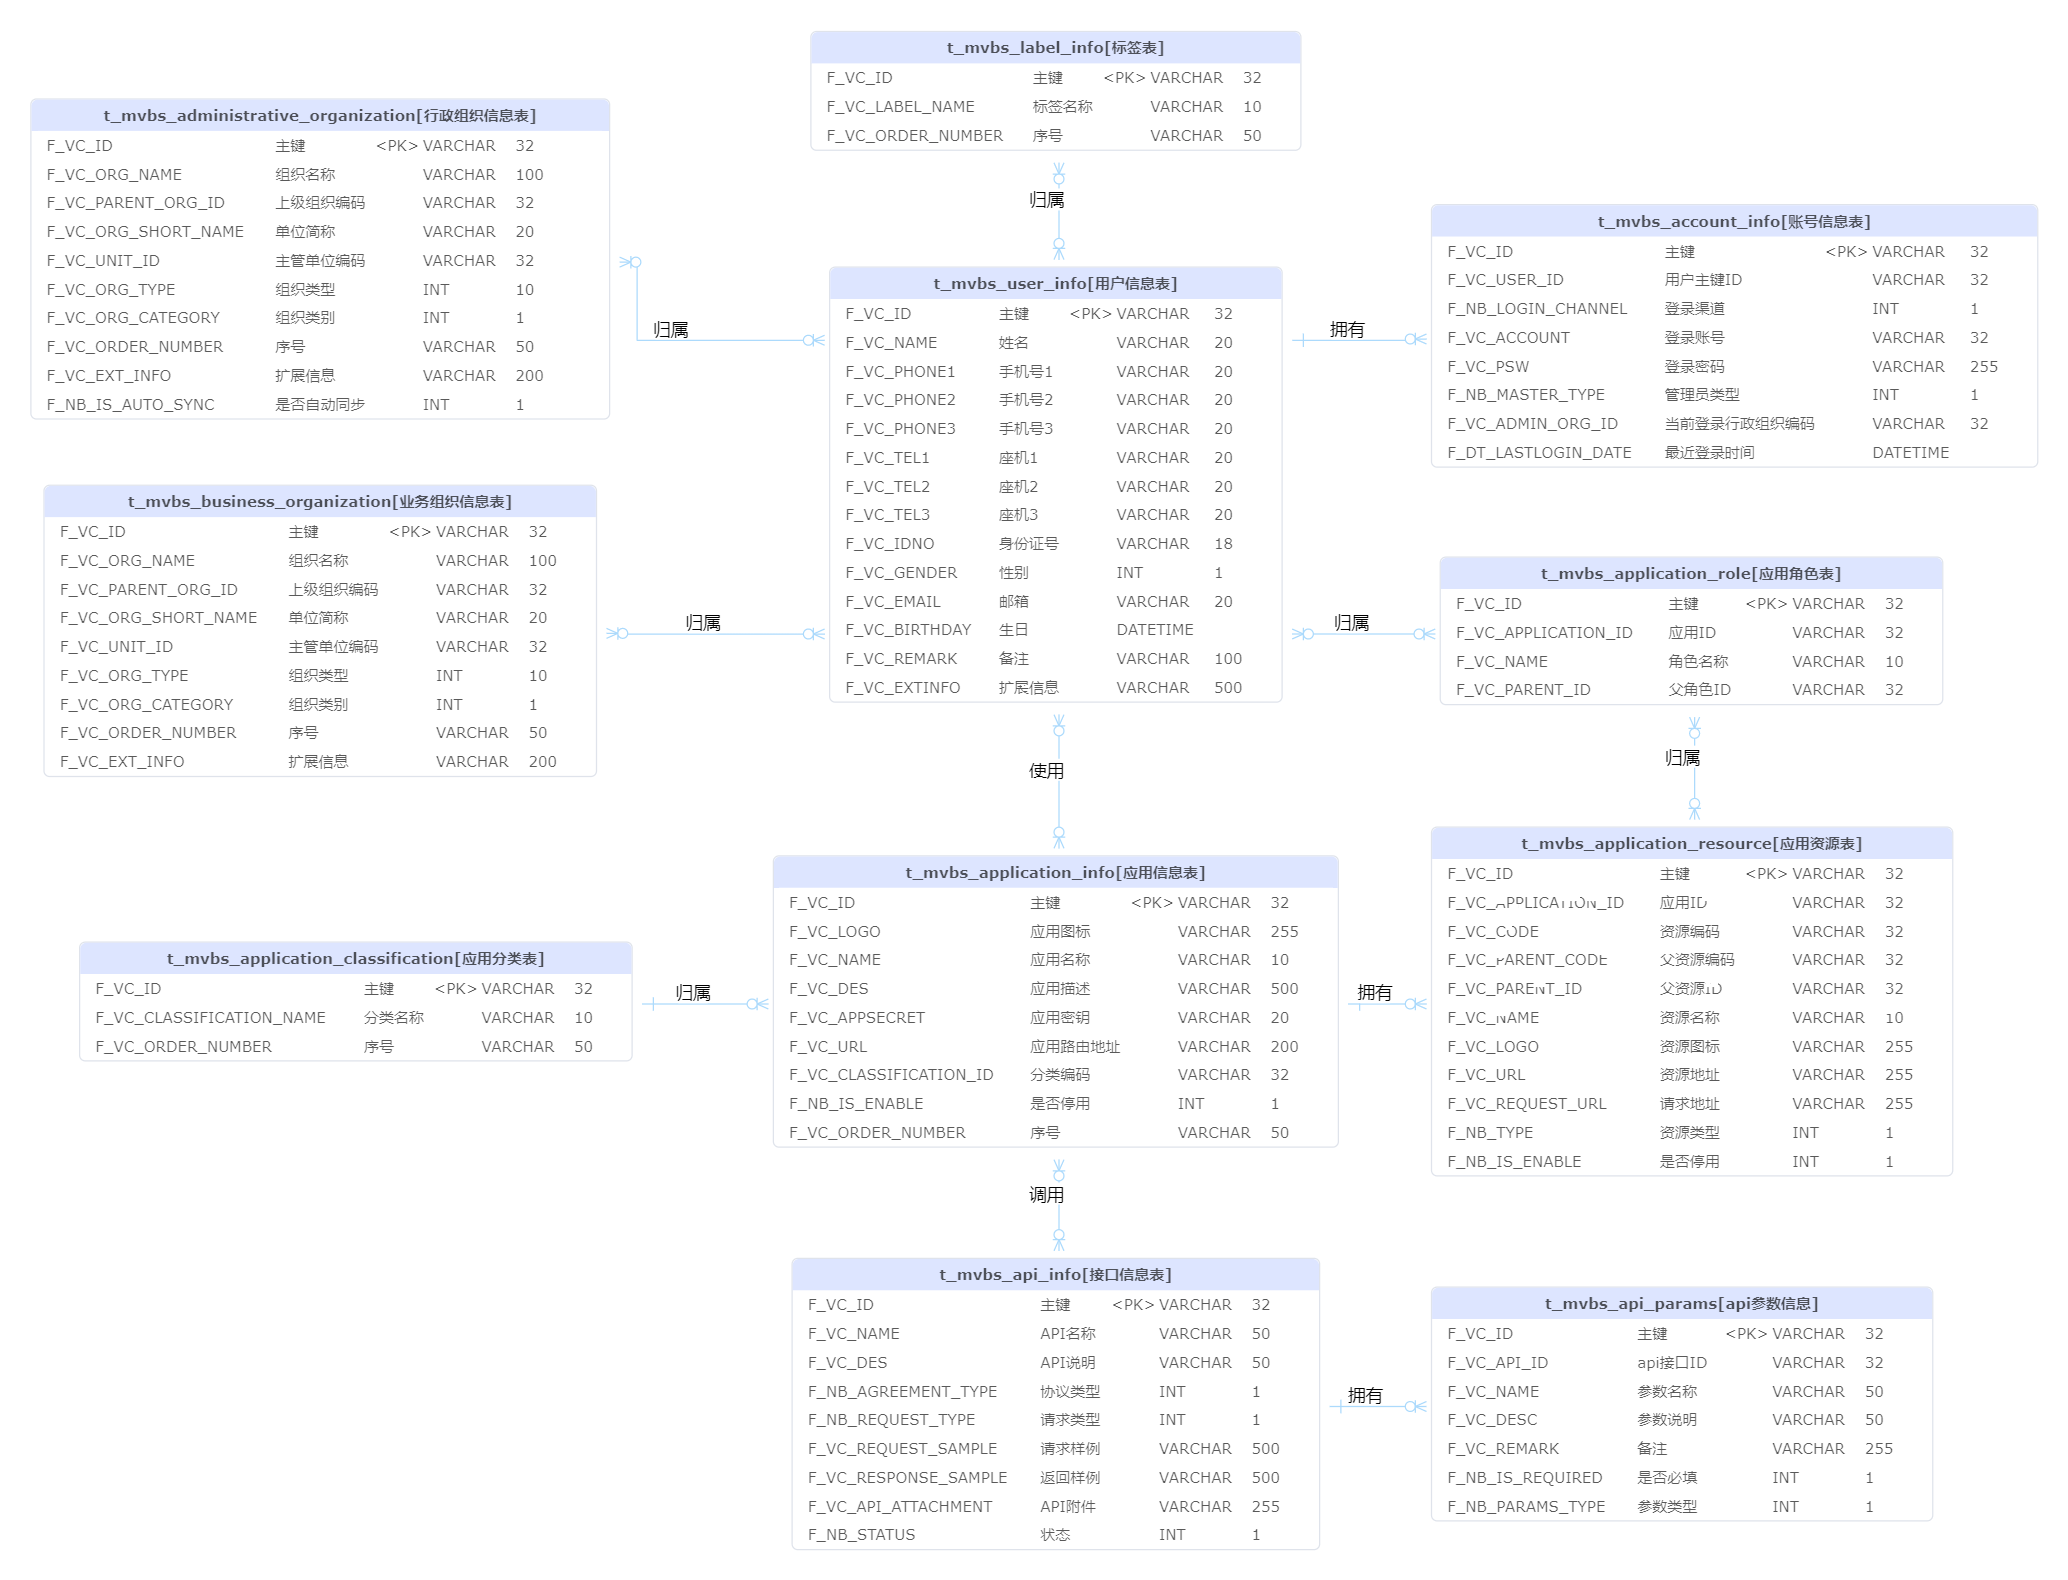 t_mvbs_label_info[标签表]
F_VC_ID 主键 <PK> VARCHAR 32
F_VC_LABEL_NAME 标签名称 VARCHAR 10
F_VC_ORDER_NUMBER 序号 VARCHAR 50
归属
t_mvbs_administrative_organization[行政组织信息表]
F_VC_ID 主键 <PK> VARCHAR 32
F_VC_ORG_NAME 组织名称 VARCHAR 100
F_VC_PARENT_ORG_ID 上级组织编码 VARCHAR 32
F_VC_ORG_SHORT_NAME 单位简称 VARCHAR 20
F_VC_UNIT_ID 主管单位编码 VARCHAR 32
F_VC_ORG_TYPE 组织类型 INT 10
F_VC_ORG_CATEGORY 组织类别 INT 1
F_VC_ORDER_NUMBER 序号 VARCHAR 50
F_VC_EXT_INFO 扩展信息 VARCHAR 200
F_NB_IS_AUTO_SYNC 是否自动同步 INT 1
归属
t_mvbs_user_info[用户信息表]
F_VC_ID 主键 <PK> VARCHAR 32
F_VC_NAME 姓名 VARCHAR 20
F_VC_PHONE1 手机号1 VARCHAR 20
F_VC_PHONE2 手机号2 VARCHAR 20
F_VC_PHONE3 手机号3 VARCHAR 20
F_VC_TEL1 座机1 VARCHAR 20
F_VC_TEL2 座机2 VARCHAR 20
F_VC_TEL3 座机3 VARCHAR 20
F_VC_IDNO 身份证号 VARCHAR 18
F_VC_GENDER 性别 INT 1
F_VC_EMAIL 邮箱 VARCHAR 20
F_VC_BIRTHDAY 生日 DATETIME
F_VC_REMARK 备注 VARCHAR 100
F_VC_EXTINFO 扩展信息 VARCHAR 500
拥有
t_mvbs_account_info[账号信息表]
F_VC_ID 主键 <PK> VARCHAR 32
F_VC_USER_ID 用户主键ID VARCHAR 32
F_NB_LOGIN_CHANNEL 登录渠道 INT 1
F_VC_ACCOUNT 登录账号 VARCHAR 32
F_VC_PSW 登录密码 VARCHAR 255
F_NB_MASTER_TYPE 管理员类型 INT 1
F_VC_ADMIN_ORG_ID 当前登录行政组织编码 VARCHAR 32
F_DT_LASTLOGIN_DATE 最近登录时间 DATETIME
t_mvbs_business_organization[业务组织信息表]
F_VC_ID 主键 <PK> VARCHAR 32
F_VC_ORG_NAME 组织名称 VARCHAR 100
F_VC_PARENT_ORG_ID 上级组织编码 VARCHAR 32
F_VC_ORG_SHORT_NAME 单位简称 VARCHAR 20
F_VC_UNIT_ID 主管单位编码 VARCHAR 32
F_VC_ORG_TYPE 组织类型 INT 10
F_VC_ORG_CATEGORY 组织类别 INT 1
F_VC_ORDER_NUMBER 序号 VARCHAR 50
F_VC_EXT_INFO 扩展信息 VARCHAR 200
归属
归属
t_mvbs_application_role[应用角色表]
F_VC_ID 主键 <PK> VARCHAR 32
F_VC_APPLICATION_ID 应用ID VARCHAR 32
F_VC_NAME 角色名称 VARCHAR 10
F_VC_PARENT_ID 父角色ID VARCHAR 32
归属
使用
t_mvbs_application_info[应用信息表]
F_VC_ID 主键 <PK> VARCHAR 32
F_VC_LOGO 应用图标 VARCHAR 255
F_VC_NAME 应用名称 VARCHAR 10
F_VC_DES 应用描述 VARCHAR 500
F_VC_APPSECRET 应用密钥 VARCHAR 20
F_VC_URL 应用路由地址 VARCHAR 200
F_VC_CLASSIFICATION_ID 分类编码 VARCHAR 32
F_NB_IS_ENABLE 是否停用 INT 1
F_VC_ORDER_NUMBER 序号 VARCHAR 50
t_mvbs_application_classification[应用分类表]
F_VC_ID 主键 <PK> VARCHAR 32
F_VC_CLASSIFICATION_NAME 分类名称 VARCHAR 10
F_VC_ORDER_NUMBER 序号 VARCHAR 50
归属
拥有
t_mvbs_application_resource[应用资源表]
F_VC_ID 主键 <PK> VARCHAR 32
F_VC_APPLICATION_ID 应用ID VARCHAR 32
F_VC_CODE 资源编码 VARCHAR 32
F_VC_PARENT_CODE 父资源编码 VARCHAR 32
F_VC_PARENT_ID 父资源ID VARCHAR 32
F_VC_NAME 资源名称 VARCHAR 10
F_VC_LOGO 资源图标 VARCHAR 255
F_VC_URL 资源地址 VARCHAR 255
F_VC_REQUEST_URL 请求地址 VARCHAR 255
F_NB_TYPE 资源类型 INT 1
F_NB_IS_ENABLE 是否停用 INT 1
调用
t_mvbs_api_info[接口信息表]
F_VC_ID 主键 <PK> VARCHAR 32
F_VC_NAME API名称 VARCHAR 50
F_VC_DES API说明 VARCHAR 50
F_NB_AGREEMENT_TYPE 协议类型 INT 1
F_NB_REQUEST_TYPE 请求类型 INT 1
F_VC_REQUEST_SAMPLE 请求样例 VARCHAR 500
F_VC_RESPONSE_SAMPLE 返回样例 VARCHAR 500
F_VC_API_ATTACHMENT API附件 VARCHAR 255
F_NB_STATUS 状态 INT 1
拥有
t_mvbs_api_params[api参数信息]
F_VC_ID 主键 <PK> VARCHAR 32
F_VC_API_ID api接口ID VARCHAR 32
F_VC_NAME 参数名称 VARCHAR 50
F_VC_DESC 参数说明 VARCHAR 50
F_VC_REMARK 备注 VARCHAR 255
F_NB_IS_REQUIRED 是否必填 INT 1
F_NB_PARAMS_TYPE 参数类型 INT 1